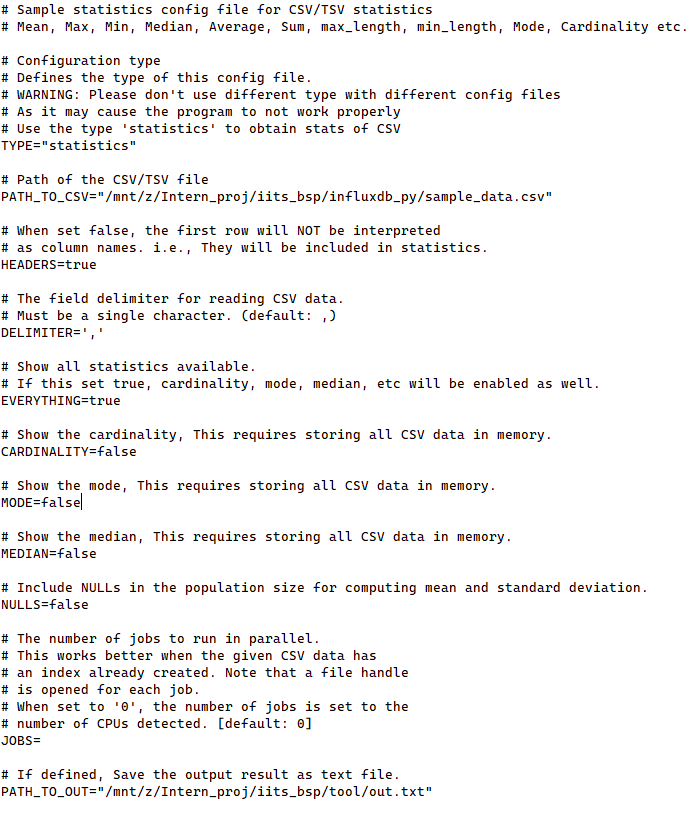 # Sample statistics config file for CSV/TSV statistics
# Mean, Max, Min, Median, Average, Sum, max_length, min_length, Mode, Cardinality etc.
# Configuration type
# Defines the type of this config file.
# WARNING: Please don't use different type with different config files
# As it may cause the program to not work properly
# Use the type 'statistics' to obtain stats of CSV
TYPE="statistics"
# Path of the CSV/TSV file
PATH_TO_CSV="/mnt/z/Intern_proj/iits_bsp/influxdb_py/sample_data.csv"
# When set false, the first row will NOT be interpreted
# as column names. i.e., They will be included in statistics.
HEADERS=true
# The field delimiter for reading CSV data.
# Must be a single character. (default: ,)
DELIMITER=','
# Show all statistics available.
# If this set true, cardinality, mode, median, etc will be enabled as well.
EVERYTHING=true
# Show the cardinality, This requires storing all CSV data in memory.
CARDINALITY=false
# Show the mode, This requires storing all CSV data in memory.
MODE=false
# Show the median, This requires storing all CSV data in memory.
MEDIAN=false
# Include NULLs in the population size for computing mean and standard deviation.
NULLS=false
# The number of jobs to run in parallel.
# This works better when the given CSV data has
# an index already created. Note that a file handle
# is opened for each job.
# When set to '0', the number of jobs is set to the
# number of CPUs detected. [default: 0]
JOBS=
# If defined, Save the output result as text file.
PATH_TO_OUT="/mnt/z/Intern_proj/iits_bsp/tool/out.txt"